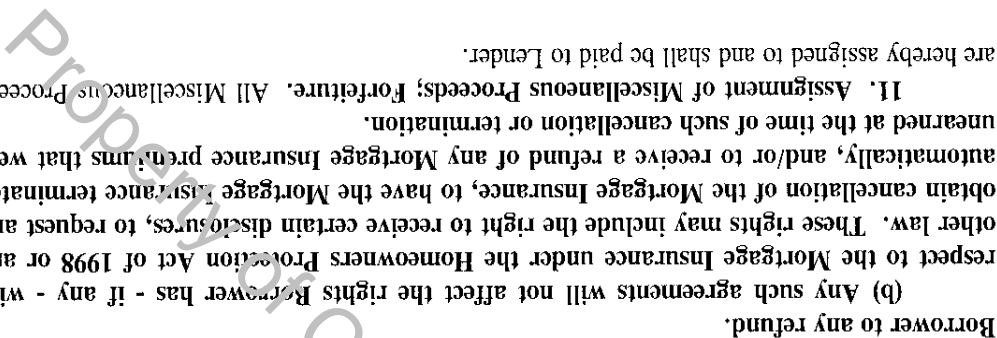 Borrower to any refund.
(b) Any such agreements will not affect the rights Borrower has - if any - wi
respect to the Mortgage Insurance under the Homeowners Protection Act of 1998 or a
other law. These rights may include the right to receive certain disclosures, to request a
obtain cancellation of the Mortgage Insurance, to have the Mortgage Insurance terminate
automatically, and/or to receive a refund of any Mortgage Insurance premiums that we
unearned at the time of such cancellation or termination.
11. Assignment of Miscellaneous Proceeds; Forfeiture. All Miscellaneous Procee
are hereby assigned to and shall be paid to Lender.
Property of C